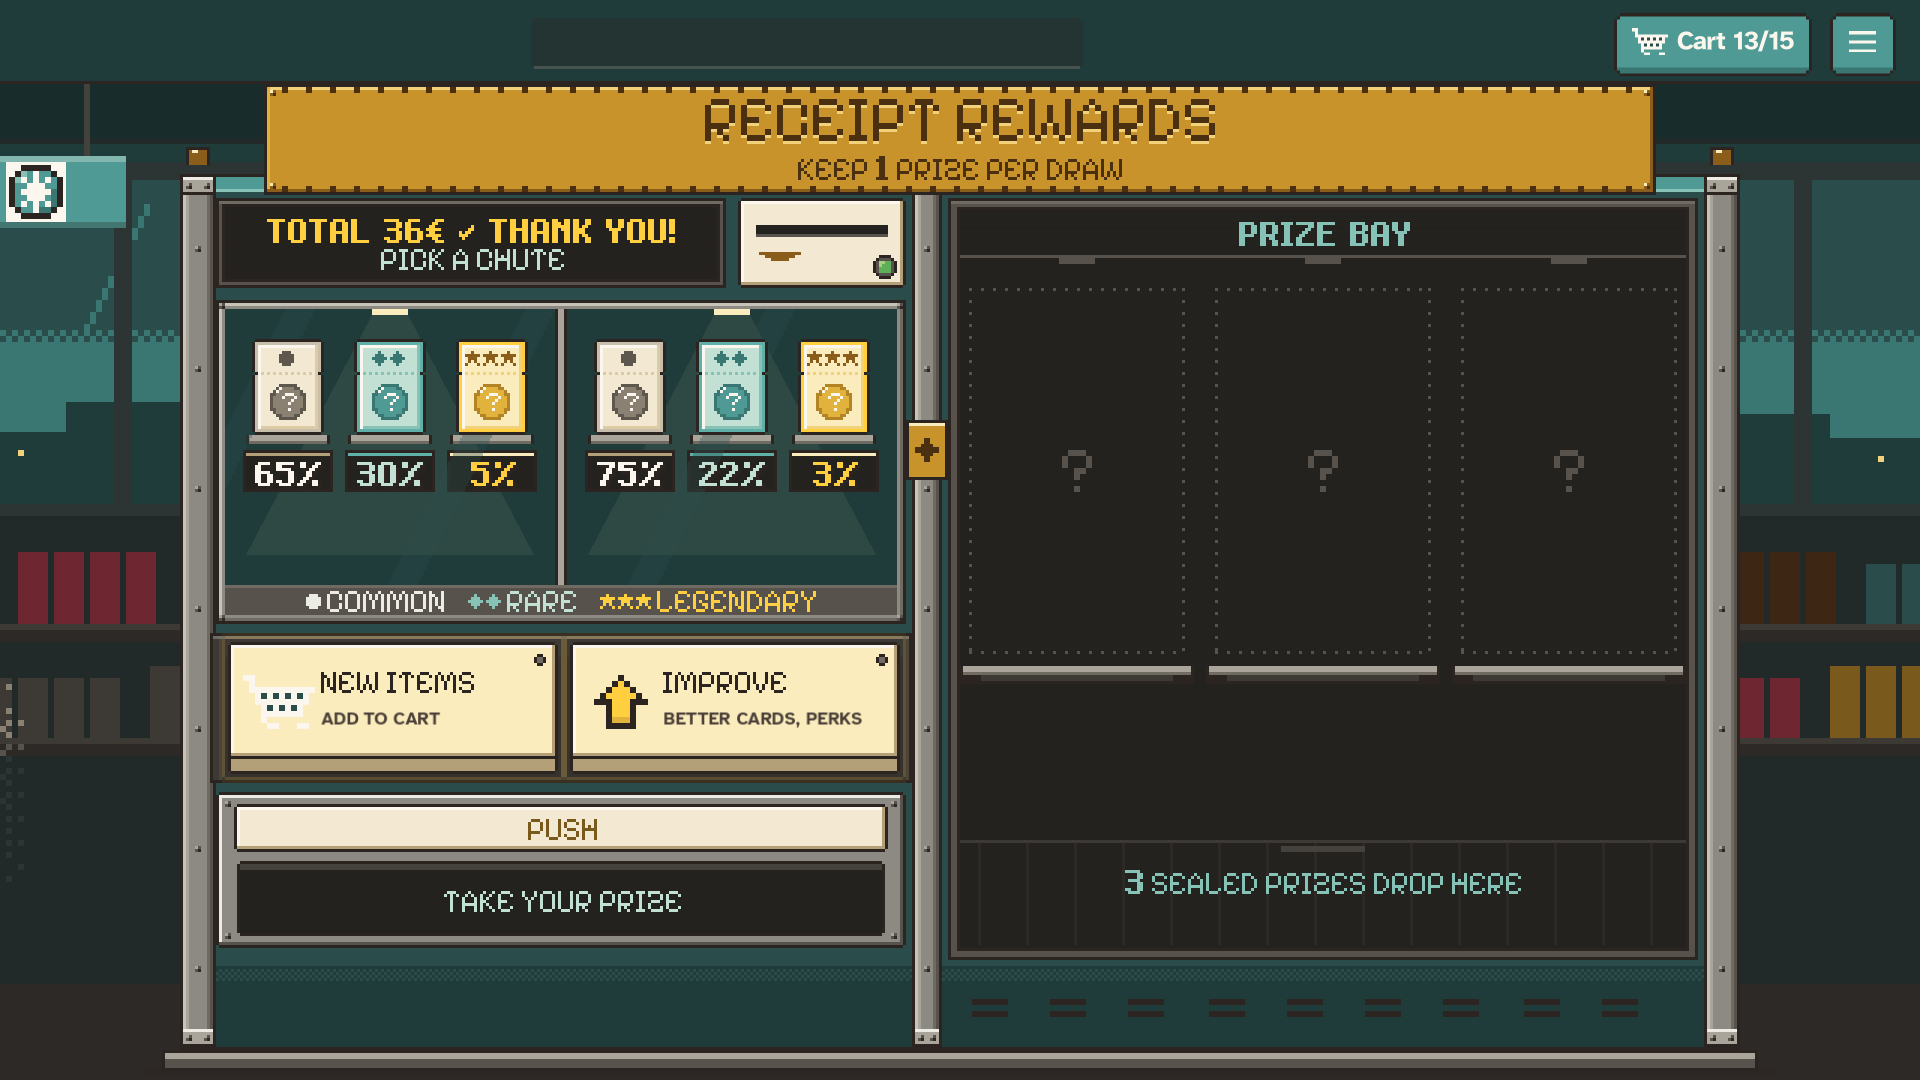 Cart 13/15
RECEIPT REWARDS
KEEP 1 PRIZE PER DRAW
TOTAL 36€ ✓ THANK YOU!
PICK A CHUTE
PRIZE BAY
? ? ? ? ? ?
65% 30% 5% 75% 22% 3%
? ? ?
COMMON RARE LEGENDARY
NEW ITEMS
ADD TO CART
IMPROVE
BETTER CARDS, PERKS
PUSH
TAKE YOUR PRIZE
3 SEALED PRIZES DROP HERE